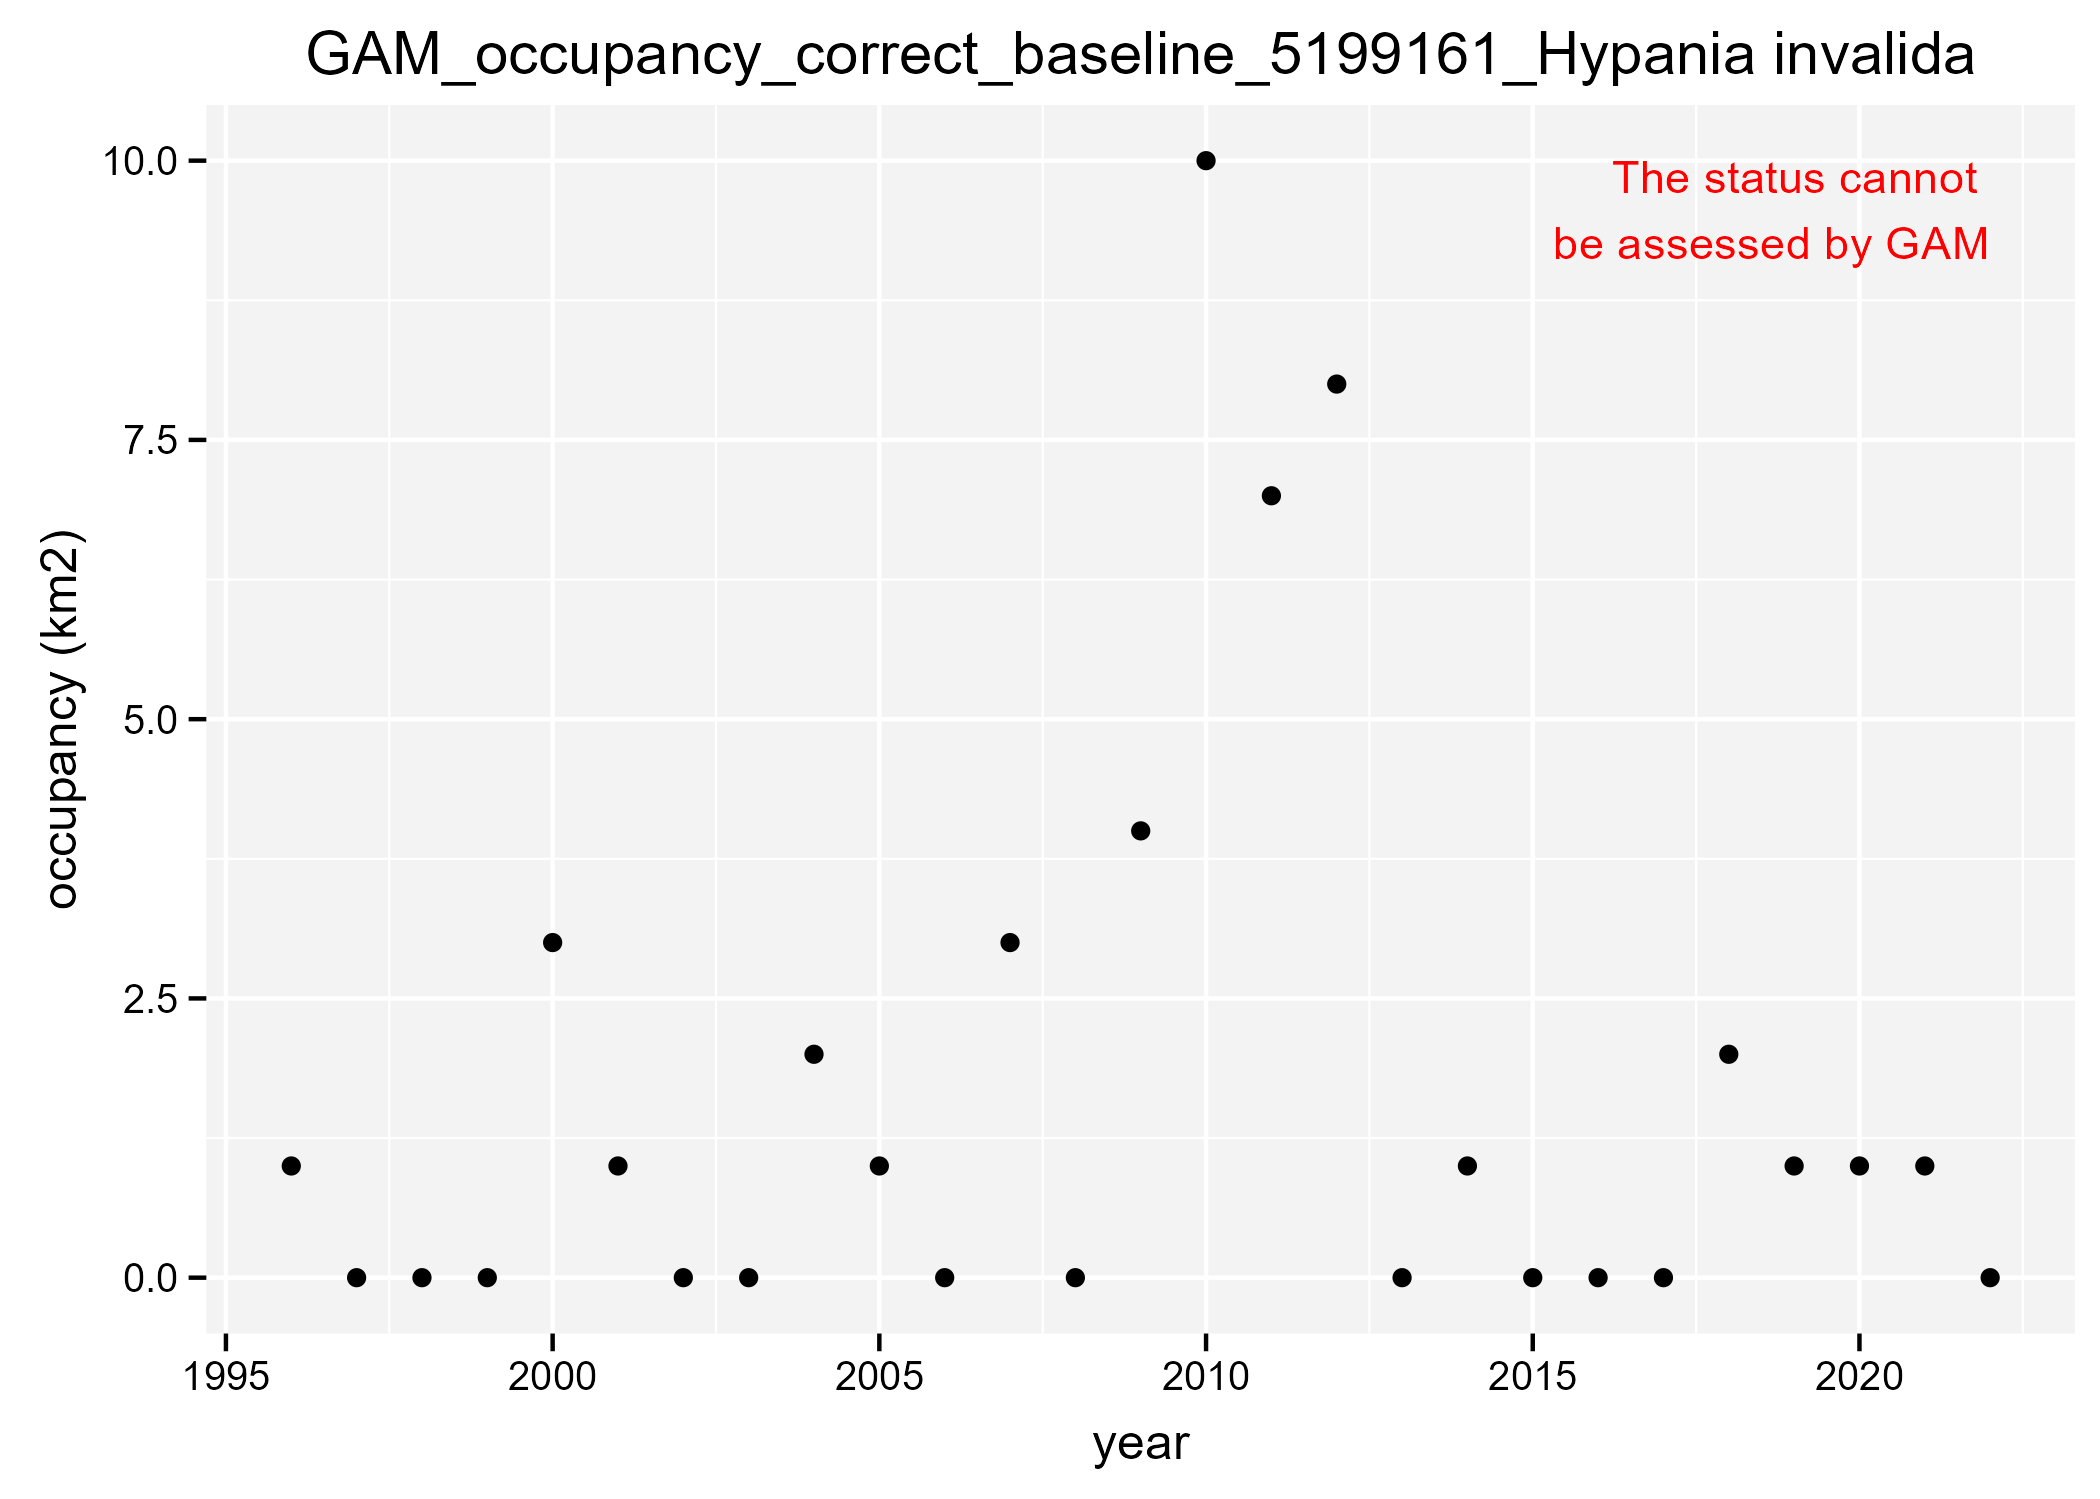 GAM_occupancy_correct_baseline_5199161_Hypania invalida
The status cannot
be assessed by GAM
occupancy (km2)
10.0
7.5
5.0
2.5
0.0
1995 2000 2005 2010 2015 2020
year